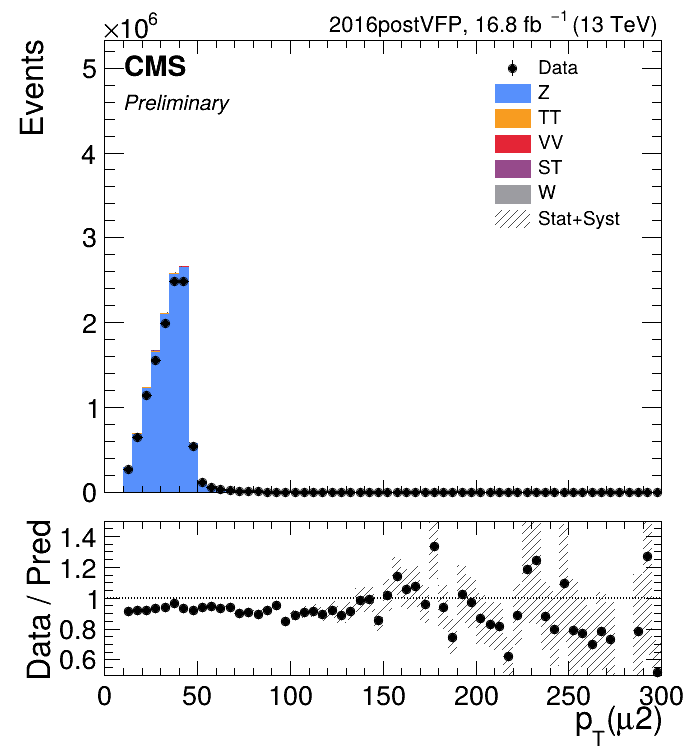 ×10⁶
2016postVFP, 16.8 fb ⁻¹ (13 TeV)
Events
CMS
Preliminary
Data
Z
TT
VV
ST
W
Stat+Syst
5
4
3
2
1
0
Data / Pred
1.4
1.2
1
0.8
0.6
0 50 100 150 200 250 300
p_T(μ2)